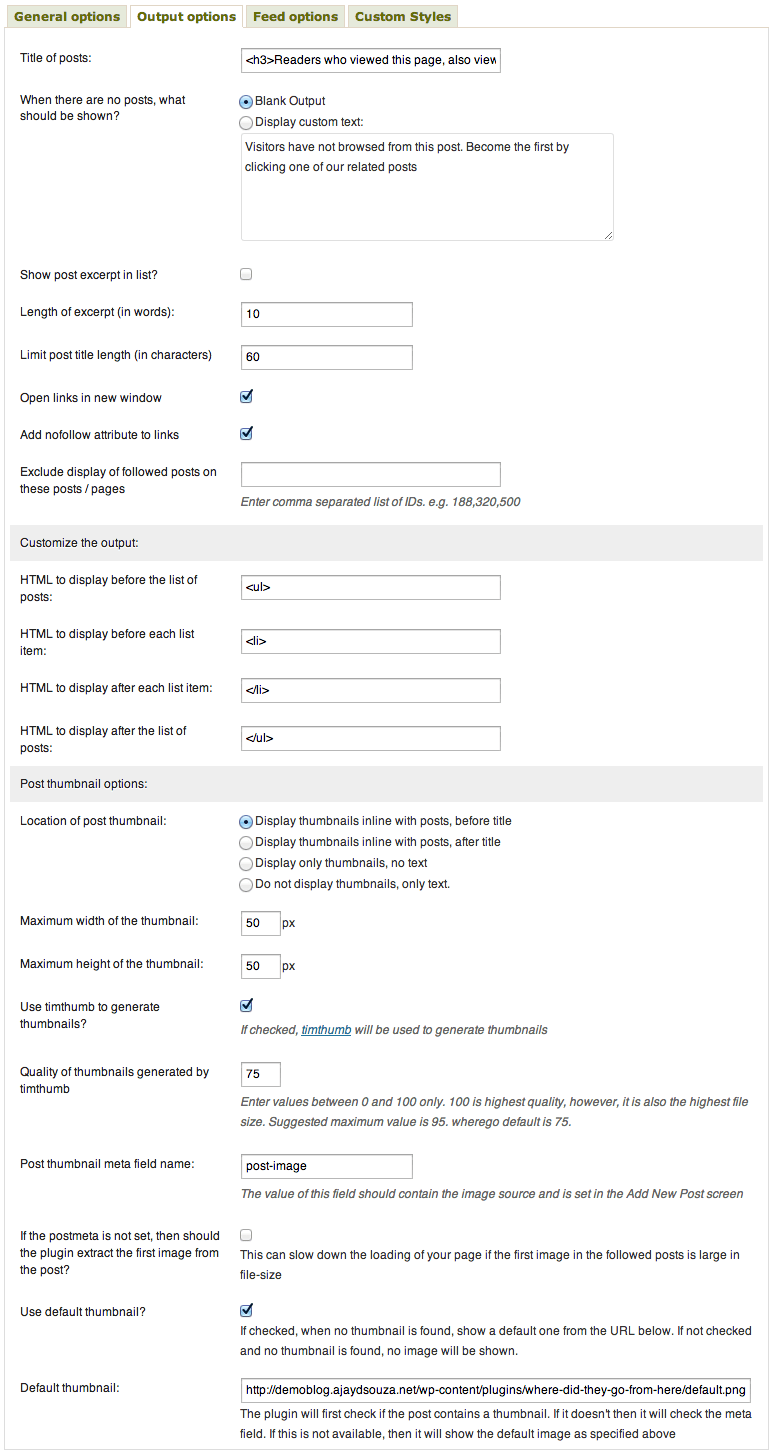 General options
Output options
Feed options
Custom Styles
Title of posts:
<h3>Readers who viewed this page, also view
When there are no posts, what
should be shown?
Blank Output
Display custom text:
Visitors have not browsed from this post. Become the first by
clicking one of our related posts
Show post excerpt in list?
Length of excerpt (in words):
10
Limit post title length (in characters)
60
Open links in new window
Add nofollow attribute to links
Exclude display of followed posts on
these posts / pages
Enter comma separated list of IDs. e.g. 188,320,500
Customize the output:
HTML to display before the list of
posts:
<ul>
HTML to display before each list
item:
<li>
HTML to display after each list item:
</li>
HTML to display after the list of
posts:
</ul>
Post thumbnail options:
Location of post thumbnail:
Display thumbnails inline with posts, before title
Display thumbnails inline with posts, after title
Display only thumbnails, no text
Do not display thumbnails, only text.
Maximum width of the thumbnail:
50 px
Maximum height of the thumbnail:
50 px
Use timthumb to generate
thumbnails?
If checked, timthumb will be used to generate thumbnails
Quality of thumbnails generated by
timthumb
75
Enter values between 0 and 100 only. 100 is highest quality, however, it is also the highest file
size. Suggested maximum value is 95. wherego default is 75.
Post thumbnail meta field name:
post-image
The value of this field should contain the image source and is set in the Add New Post screen
If the postmeta is not set, then should
the plugin extract the first image from
the post?
This can slow down the loading of your page if the first image in the followed posts is large in
file-size
Use default thumbnail?
If checked, when no thumbnail is found, show a default one from the URL below. If not checked
and no thumbnail is found, no image will be shown.
Default thumbnail:
http://demoblog.ajaydsouza.net/wp-content/plugins/where-did-they-go-from-here/default.png
The plugin will first check if the post contains a thumbnail. If it doesn't then it will check the meta
field. If this is not available, then it will show the default image as specified above